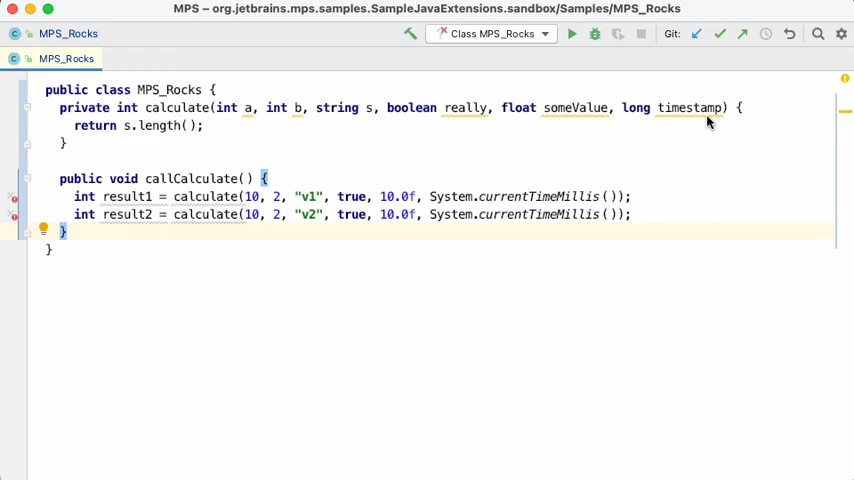 MPS – org.jetbrains.mps.samples.SampleJavaExtensions.sandbox/Samples/MPS_Rocks
MPS_Rocks
Class MPS_Rocks
Git:
MPS_Rocks
public class MPS_Rocks {
private int calculate(int a, int b, string s, boolean really, float someValue, long timestamp) {
return s.length();
}
public void callCalculate() {
int result1 = calculate(10, 2, "v1", true, 10.0f, System.currentTimeMillis());
int result2 = calculate(10, 2, "v2", true, 10.0f, System.currentTimeMillis());
}
}